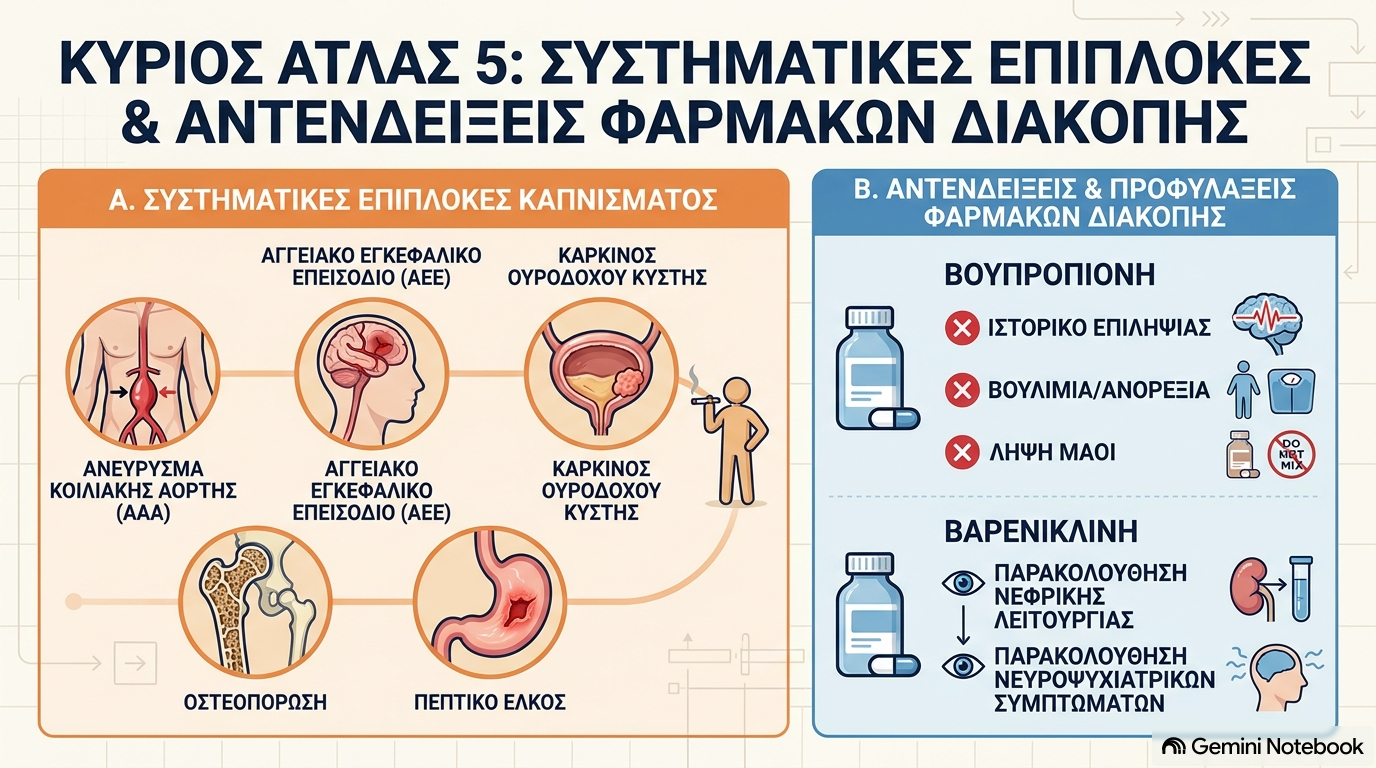 ΚΥΡΙΟΣ ΑΤΛΑΣ 5: ΣΥΣΤΗΜΑΤΙΚΕΣ ΕΠΙΠΛΟΚΕΣ
& ΑΝΤΕΝΔΕΙΞΕΙΣ ΦΑΡΜΑΚΩΝ ΔΙΑΚΟΠΗΣ
Α. ΣΥΣΤΗΜΑΤΙΚΕΣ ΕΠΙΠΛΟΚΕΣ ΚΑΠΝΙΣΜΑΤΟΣ
ΑΓΓΕΙΑΚΟ ΕΓΚΕΦΑΛΙΚΟ
ΕΠΕΙΣΟΔΙΟ (ΑΕΕ)
ΚΑΡΚΙΝΟΣ
ΟΥΡΟΔΟΧΟΥ ΚΥΣΤΗΣ
ΑΝΕΥΡΥΣΜΑ
ΚΟΙΛΙΑΚΗΣ ΑΟΡΤΗΣ
(ΑΑΑ)
ΑΓΓΕΙΑΚΟ
ΕΓΚΕΦΑΛΙΚΟ
ΕΠΕΙΣΟΔΙΟ (ΑΕΕ)
ΚΑΡΚΙΝΟΣ
ΟΥΡΟΔΟΧΟΥ
ΚΥΣΤΗΣ
ΟΣΤΕΟΠΟΡΩΣΗ
ΠΕΠΤΙΚΟ ΕΛΚΟΣ
Β. ΑΝΤΕΝΔΕΙΞΕΙΣ & ΠΡΟΦΥΛΑΞΕΙΣ
ΦΑΡΜΑΚΩΝ ΔΙΑΚΟΠΗΣ
ΒΟΥΠΡΟΠΙΟΝΗ
ΙΣΤΟΡΙΚΟ ΕΠΙΛΗΨΙΑΣ
ΒΟΥΛΙΜΙΑ/ΑΝΟΡΕΞΙΑ
ΛΗΨΗ ΜΑΟΙ
DO
MIX
ΒΑΡΕΝΙΚΛΙΝΗ
ΠΑΡΑΚΟΛΟΥΘΗΣΗ
ΝΕΦΡΙΚΗΣ
ΛΕΙΤΟΥΡΓΙΑΣ
ΠΑΡΑΚΟΛΟΥΘΗΣΗ
ΝΕΥΡΟΨΥΧΙΑΤΡΙΚΩΝ
ΣΥΜΠΤΩΜΑΤΩΝ
Gemini Notebook